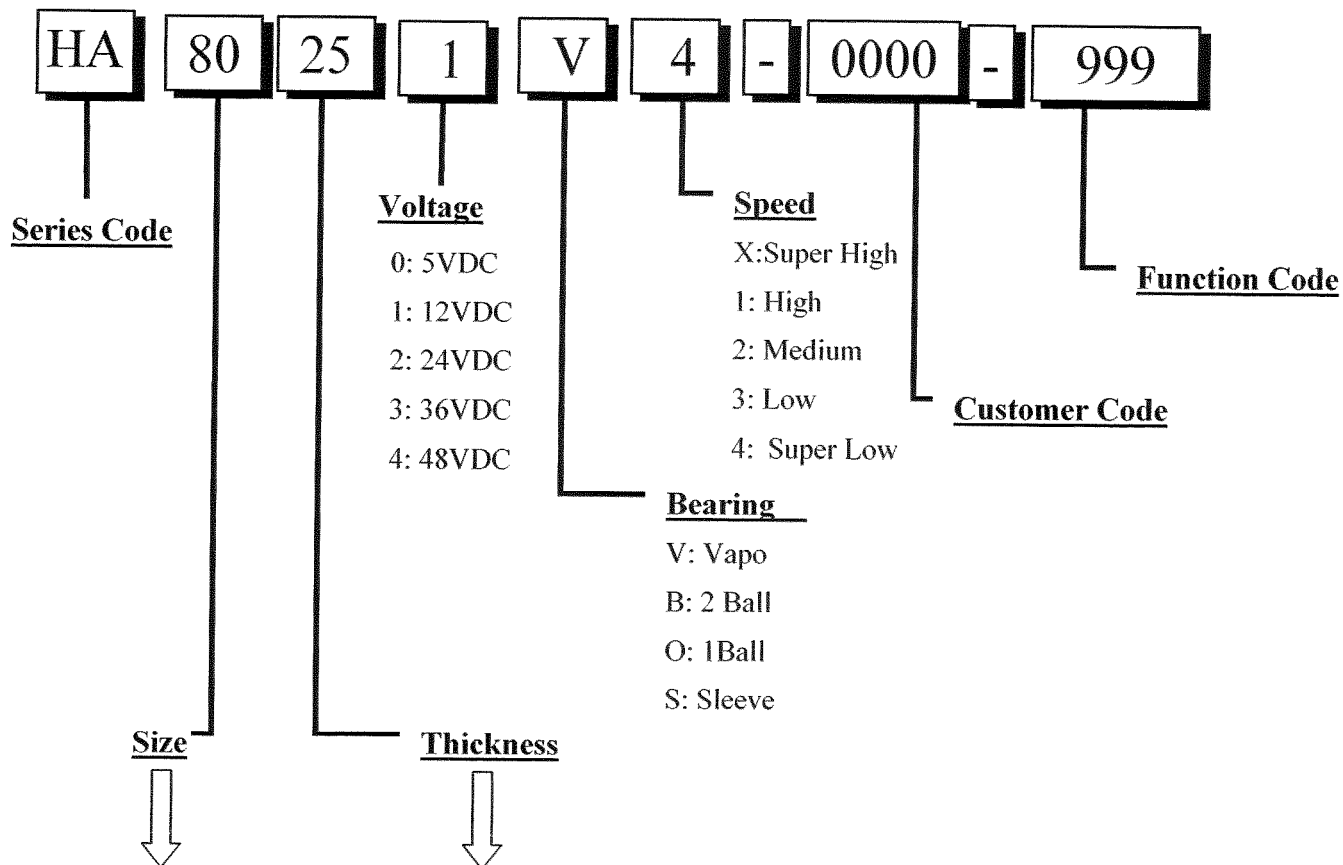 HA 80 25 1 V 4 - 0000 - 999
Series Code
Voltage
0: 5VDC
1: 12VDC
2: 24VDC
3: 36VDC
4: 48VDC
Speed
X:Super High
1: High
2: Medium
3: Low
4: Super Low
Function Code
Customer Code
Bearing
V: Vapo
B: 2 Ball
O: 1Ball
S: Sleeve
Size
Thickness